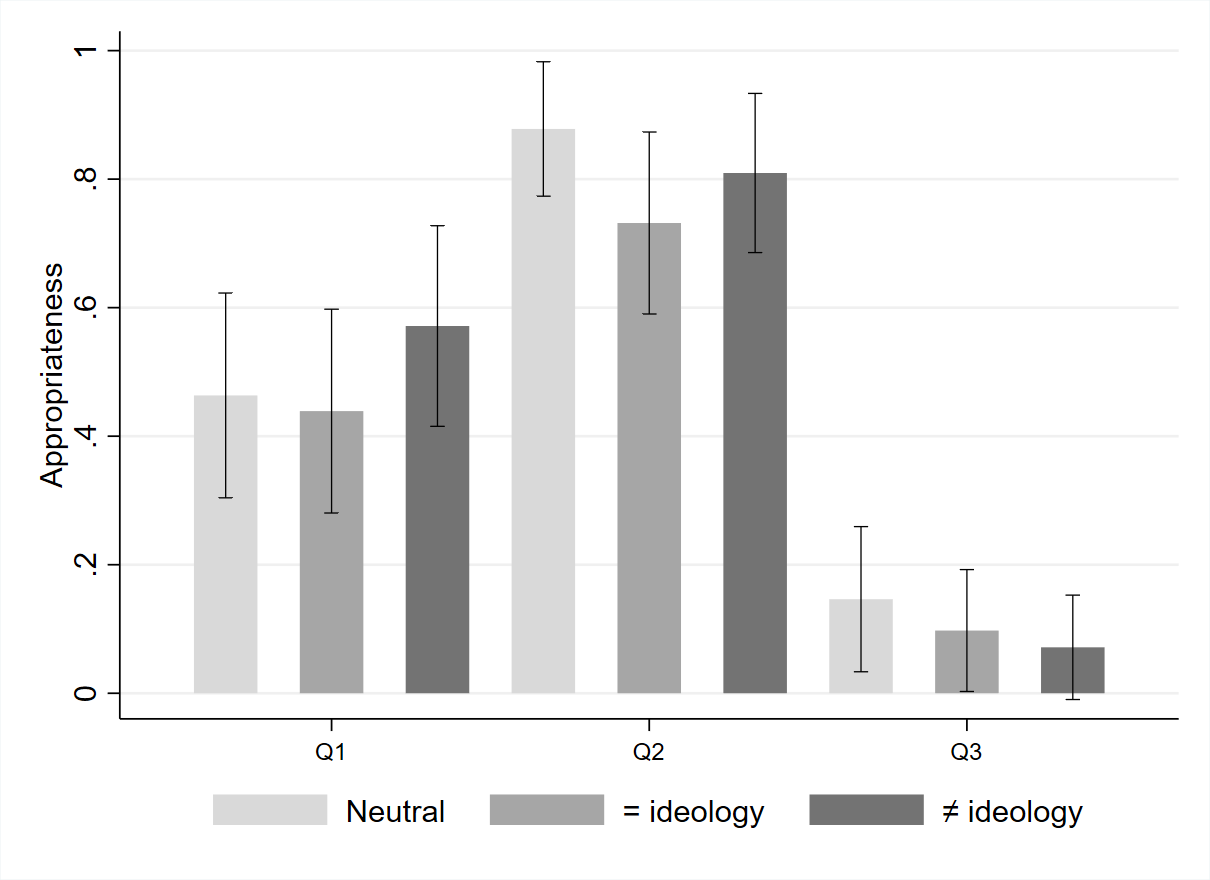 Appropriateness
1
.8
.6
.4
.2
0
Q1 Q2 Q3
Neutral = ideology ≠ ideology